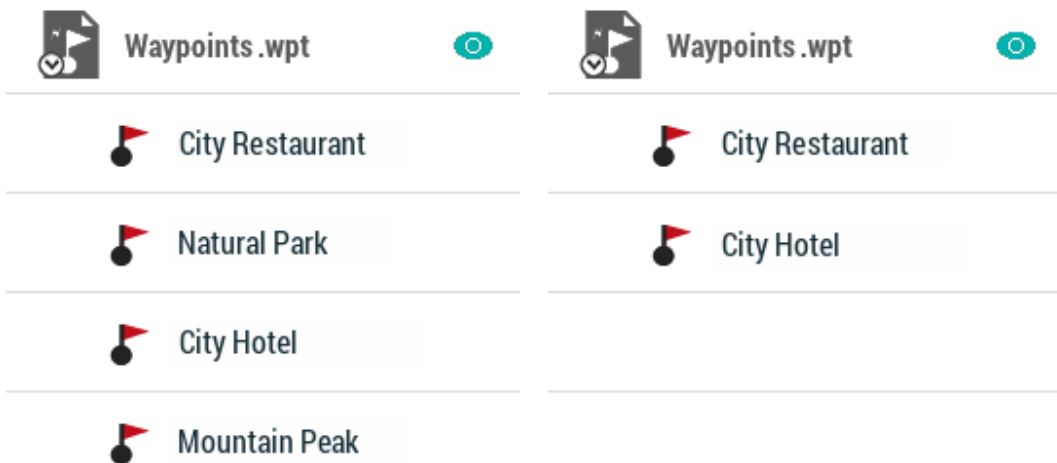 Waypoints .wpt
City Restaurant
Natural Park
City Hotel
Mountain Peak
Waypoints .wpt
City Restaurant
City Hotel